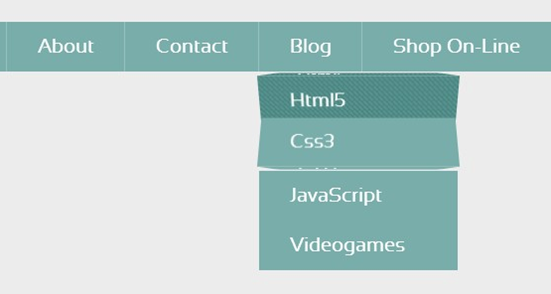 About Contact Blog Shop On-Line
Html5
Css3
JavaScript
Videogames